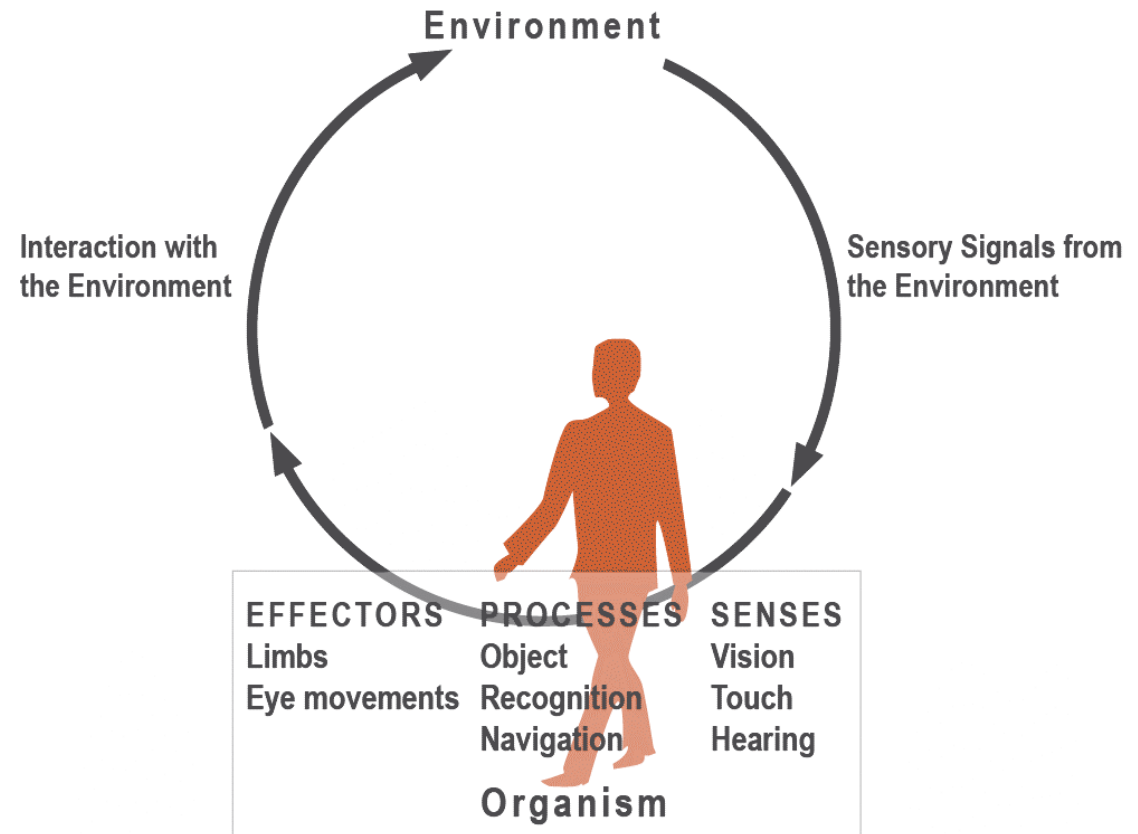 Environment
Interaction with
the Environment
Sensory Signals from
the Environment
EFFECTORS
Limbs
Eye movements
PROCESSES
Object
Recognition
Navigation
SENSES
Vision
Touch
Hearing
Organism